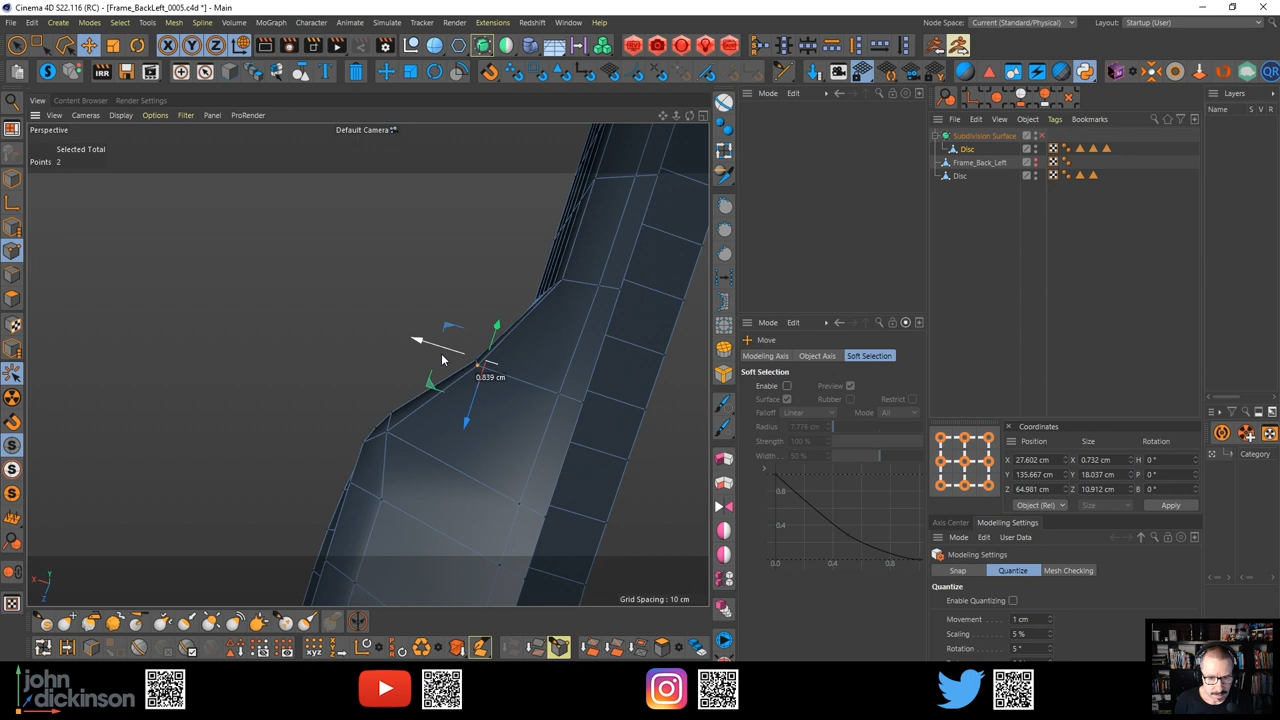 Cinema 4D S22.116 (RC) - [Frame_BackLeft_0005.c4d *] - Main
File Edit Create Modes Select Tools Mesh Spline Volume MoGraph Character Animate Simulate Tracker Render Extensions Redshift Window Help
Node Space: Current (Standard/Physical) Layout: Startup (User)
View Content Browser Render Settings
View Cameras Display Options Filter Panel ProRender
Perspective
Default Camera
Selected Total
Points 2
0.839 cm
Grid Spacing : 10 cm
Mode Edit
Mode Edit
Move
Modeling Axis Object Axis Soft Selection
Soft Selection
Enable Preview
Surface Rubber Restrict
Falloff Linear Mode All
Radius 7.776 cm
Strength 100 %
Width 50 %
0.8
0.4
0.0 0.4 0.8
File Edit View Object Tags Bookmarks
Subdivision Surface
Disc
Frame_Back_Left
Disc
Layers
Name S V R
Coordinates
Position Size Rotation
X 27.602 cm X 0.732 cm H 0 °
Y 135.667 cm Y 18.037 cm P 0 °
Z 64.981 cm Z 10.912 cm B 0 °
Object (Rel) Size Apply
Category
Axis Center Modeling Settings
Mode Edit User Data
Modeling Settings
Snap Quantize Mesh Checking
Quantize
Enable Quantizing
Movement 1 cm
Scaling 5 %
Rotation 5 °
john
dickinson